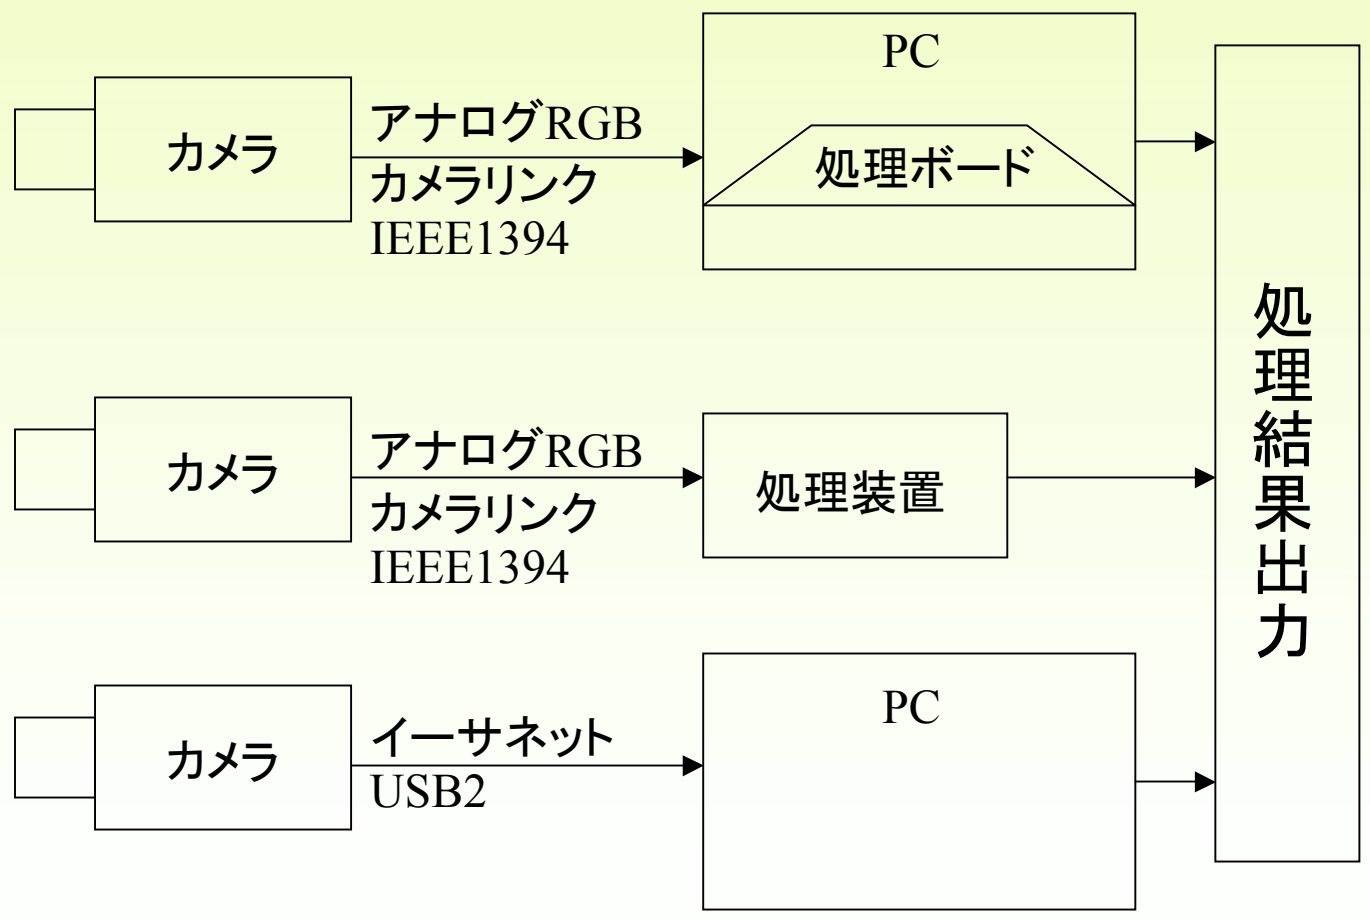 PC
カメラ
アナログRGB
カメラリンク
IEEE1394
処理ボード
カメラ
アナログRGB
カメラリンク
IEEE1394
処理装置
カメラ
イーサネット
USB2
PC
処理結果出力